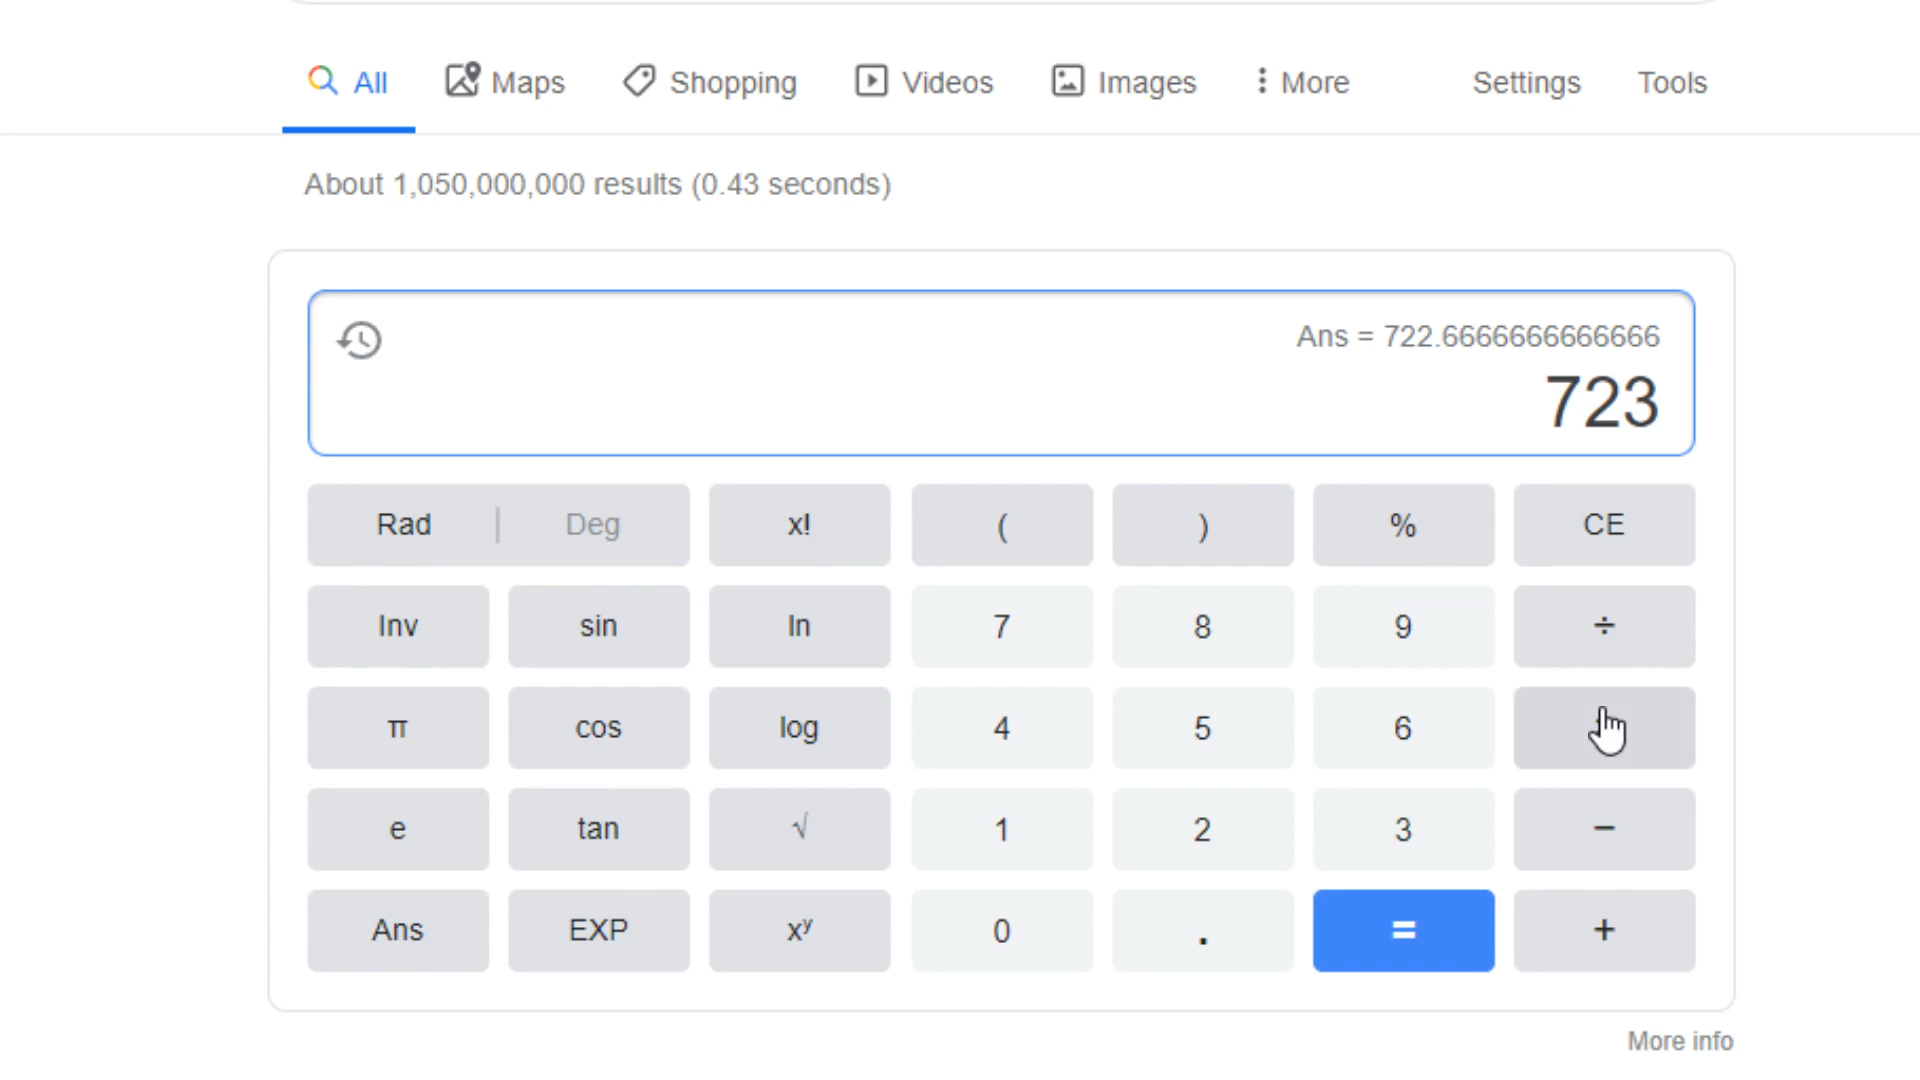 All Maps Shopping Videos Images More Settings Tools
About 1,050,000,000 results (0.43 seconds)
Ans = 722.6666666666666
723
Rad | Deg x! ( ) % CE
Inv sin ln 7 8 9 ÷
π cos log 4 5 6
e tan √ 1 2 3 −
Ans EXP xʸ 0 . = +
More info